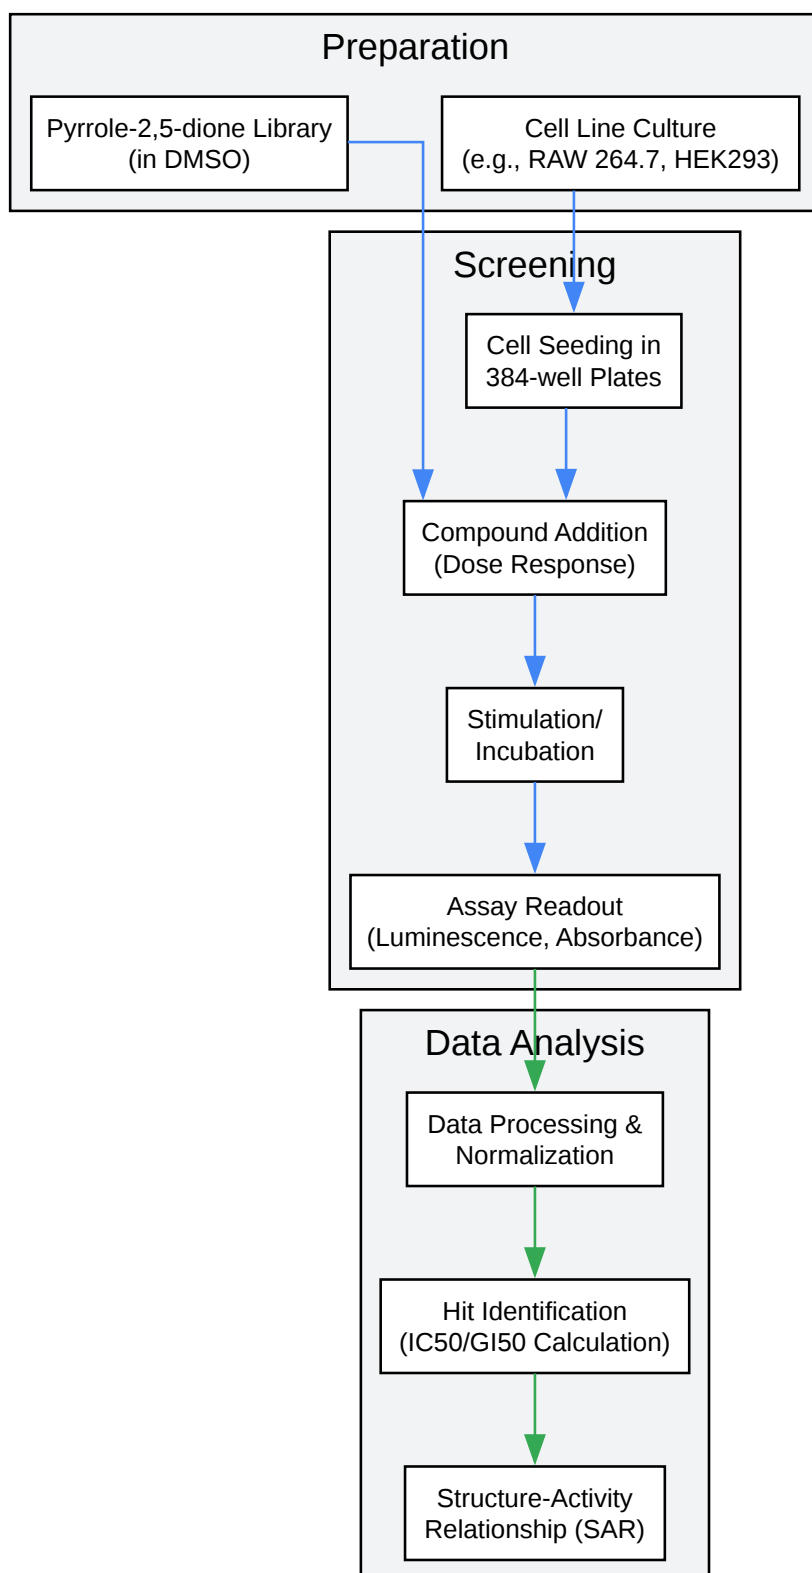 Preparation
Pyrrole-2,5-dione Library
(in DMSO)
Cell Line Culture
(e.g., RAW 264.7, HEK293)
Screening
Cell Seeding in
384-well Plates
Compound Addition
(Dose Response)
Stimulation/
Incubation
Assay Readout
(Luminescence, Absorbance)
Data Analysis
Data Processing &
Normalization
Hit Identification
(IC50/GI50 Calculation)
Structure-Activity
Relationship (SAR)